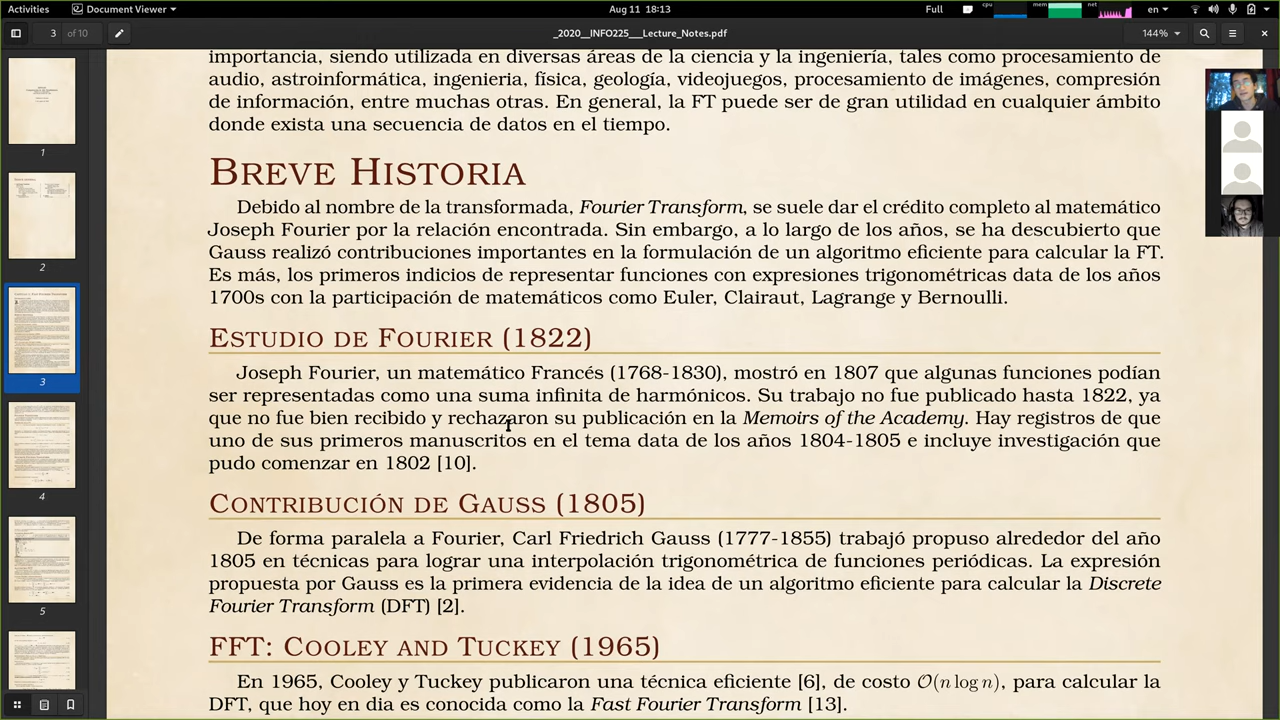 Activities
Document Viewer
Aug 11 18:13
Full
cpu
mem
net
en
3 of 10
_2020__INFO225___Lecture_Notes.pdf
144%
1
2
3
4
5
importancia, siendo utilizada en diversas áreas de la ciencia y la ingeniería, tales como procesamiento de
audio, astroinformática, ingeniería, física, geología, videojuegos, procesamiento de imágenes, compresión
de información, entre muchas otras. En general, la FT puede ser de gran utilidad en cualquier ámbito
donde exista una secuencia de datos en el tiempo.
BREVE HISTORIA
Debido al nombre de la transformada, Fourier Transform, se suele dar el crédito completo al matemático
Joseph Fourier por la relación encontrada. Sin embargo, a lo largo de los años, se ha descubierto que
Gauss realizó contribuciones importantes en la formulación de un algoritmo eficiente para calcular la FT.
Es más, los primeros indicios de representar funciones con expresiones trigonométricas data de los años
1700s con la participación de matemáticos como Euler, Clairaut, Lagrange y Bernoulli.
ESTUDIO DE FOURIER (1822)
Joseph Fourier, un matemático Francés (1768-1830), mostró en 1807 que algunas funciones podían
ser representadas como una suma infinita de harmónicos. Su trabajo no fue publicado hasta 1822, ya
que no fue bien recibido y rechazaron su publicación en el Memoirs of the Academy. Hay registros de que
uno de sus primeros manuscritos en el tema data de los años 1804-1805 e incluye investigación que
pudo comenzar en 1802 [10].
CONTRIBUCIÓN DE GAUSS (1805)
De forma paralela a Fourier, Carl Friedrich Gauss (1777-1855) trabajó propuso alrededor del año
1805 en técnicas para lograr una interpolación trigonométrica de funciones periódicas. La expresión
propuesta por Gauss es la primera evidencia de la idea de un algoritmo eficiente para calcular la Discrete
Fourier Transform (DFT) [2].
FFT: COOLEY AND TUCKEY (1965)
En 1965, Cooley y Tuckey publicaron una técnica eficiente [6], de costo O(n log n), para calcular la
DFT, que hoy en dia es conocida como la Fast Fourier Transform [13].